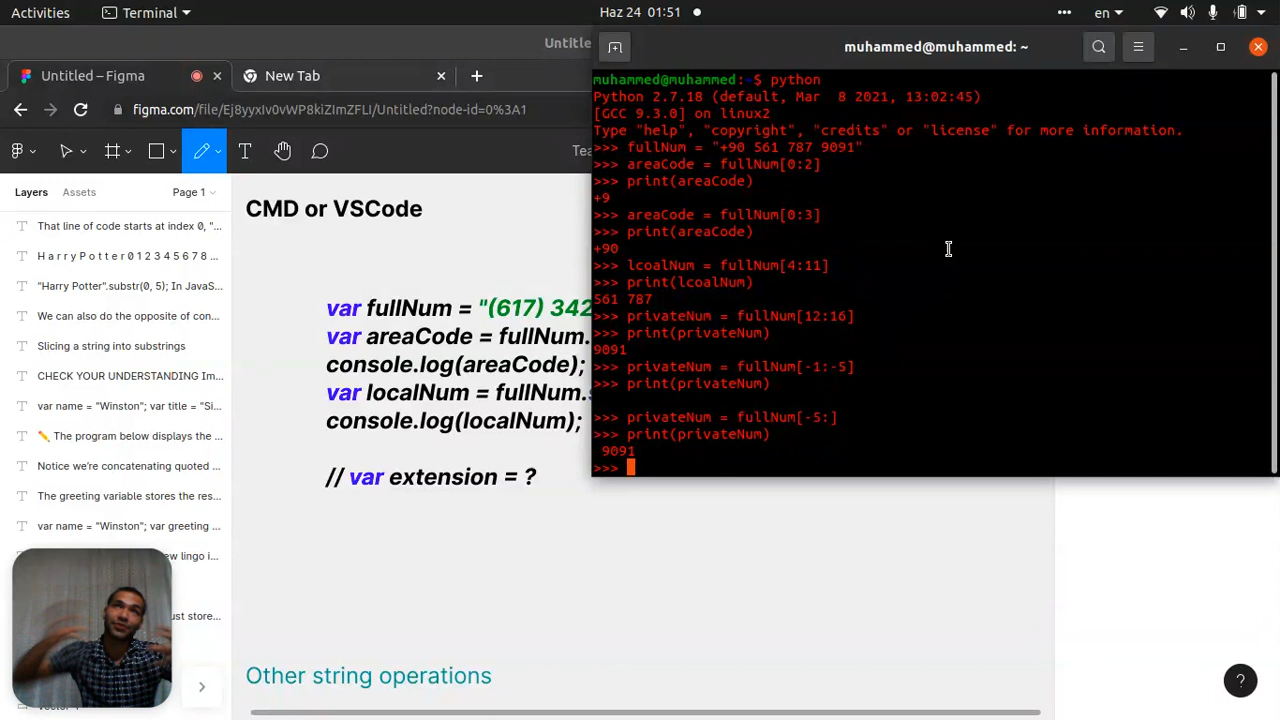 Activities
Terminal
Haz 24 01:51
en
Untitle
muhammed@muhammed: ~
Untitled – Figma
New Tab
figma.com/file/Ej8yyxIv0vWP8kiZImZFLI/Untitled?node-id=0%3A1
Tea
Layers
Assets
Page 1
That line of code starts at index 0, "...
H a r r y P o t t e r 0 1 2 3 4 5 6 7 8 ...
"Harry Potter".substr(0, 5); In JavaS...
We can also do the opposite of con...
Slicing a string into substrings
CHECK YOUR UNDERSTANDING Im...
var name = "Winston"; var title = "Si...
✏️ The program below displays the ...
Notice we're concatenating quoted ...
The greeting variable stores the res...
var name = "Winston"; var greeting ...
ew lingo i...
ust store...
CMD or VSCode
var fullNum = "(617) 342
var areaCode = fullNum.
console.log(areaCode);
var localNum = fullNum.s
console.log(localNum);
// var extension = ?
Other string operations
muhammed@muhammed:~$ python
Python 2.7.18 (default, Mar  8 2021, 13:02:45)
[GCC 9.3.0] on linux2
Type "help", "copyright", "credits" or "license" for more information.
>>> fullNum = "+90 561 787 9091"
>>> areaCode = fullNum[0:2]
>>> print(areaCode)
+9
>>> areaCode = fullNum[0:3]
>>> print(areaCode)
+90
>>> lcoalNum = fullNum[4:11]
>>> print(lcoalNum)
561 787
>>> privateNum = fullNum[12:16]
>>> print(privateNum)
9091
>>> privateNum = fullNum[-1:-5]
>>> print(privateNum)

>>> privateNum = fullNum[-5:]
>>> print(privateNum)
 9091
>>>
?